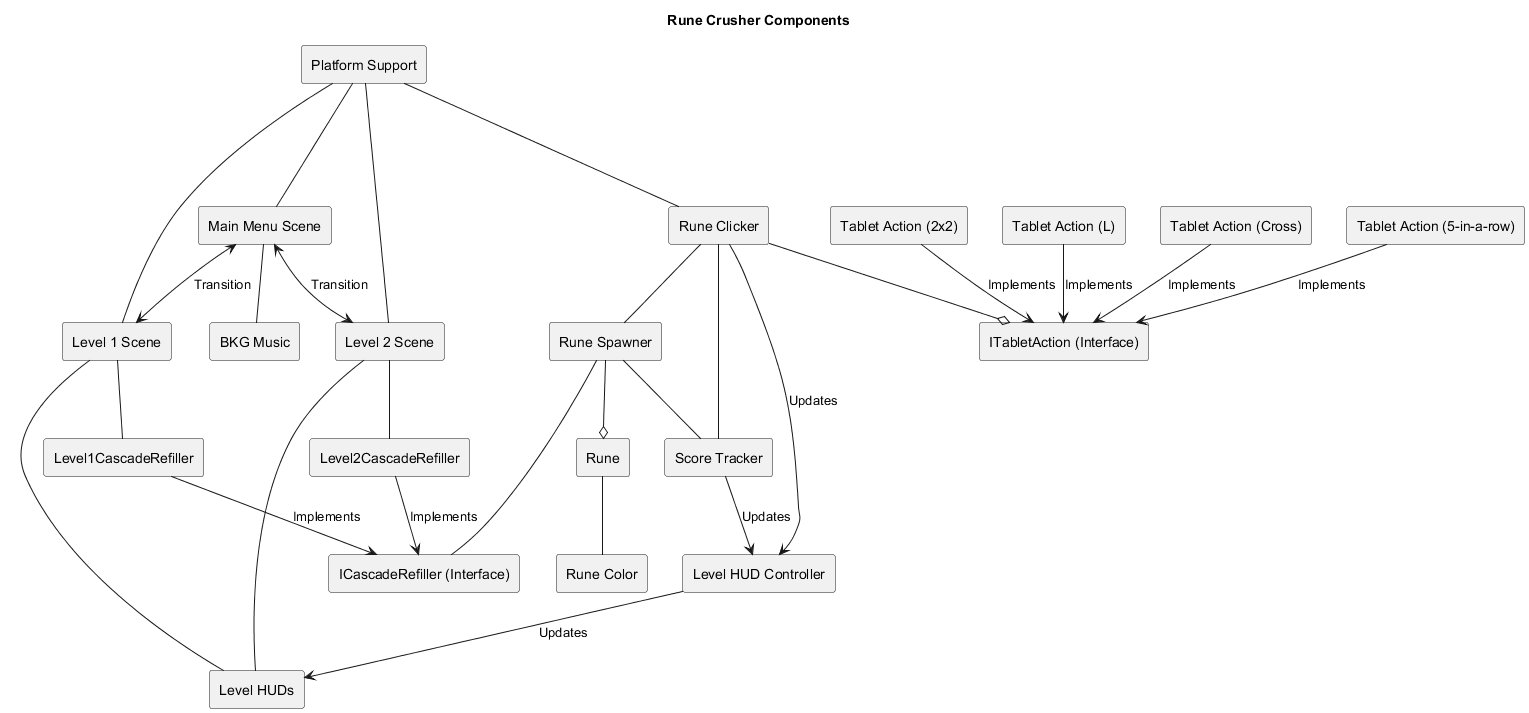 Rune Crusher Components
Platform Support
Main Menu Scene
Rune Clicker
Tablet Action (2x2)
Tablet Action (L)
Tablet Action (Cross)
Tablet Action (5-in-a-row)
Transition
Transition
Implements
Implements
Implements
Implements
Level 1 Scene
BKG Music
Level 2 Scene
Rune Spawner
ITabletAction (Interface)
Updates
Level1CascadeRefiller
Level2CascadeRefiller
Rune
Score Tracker
Implements
Implements
Updates
ICascadeRefiller (Interface)
Rune Color
Level HUD Controller
Updates
Level HUDs